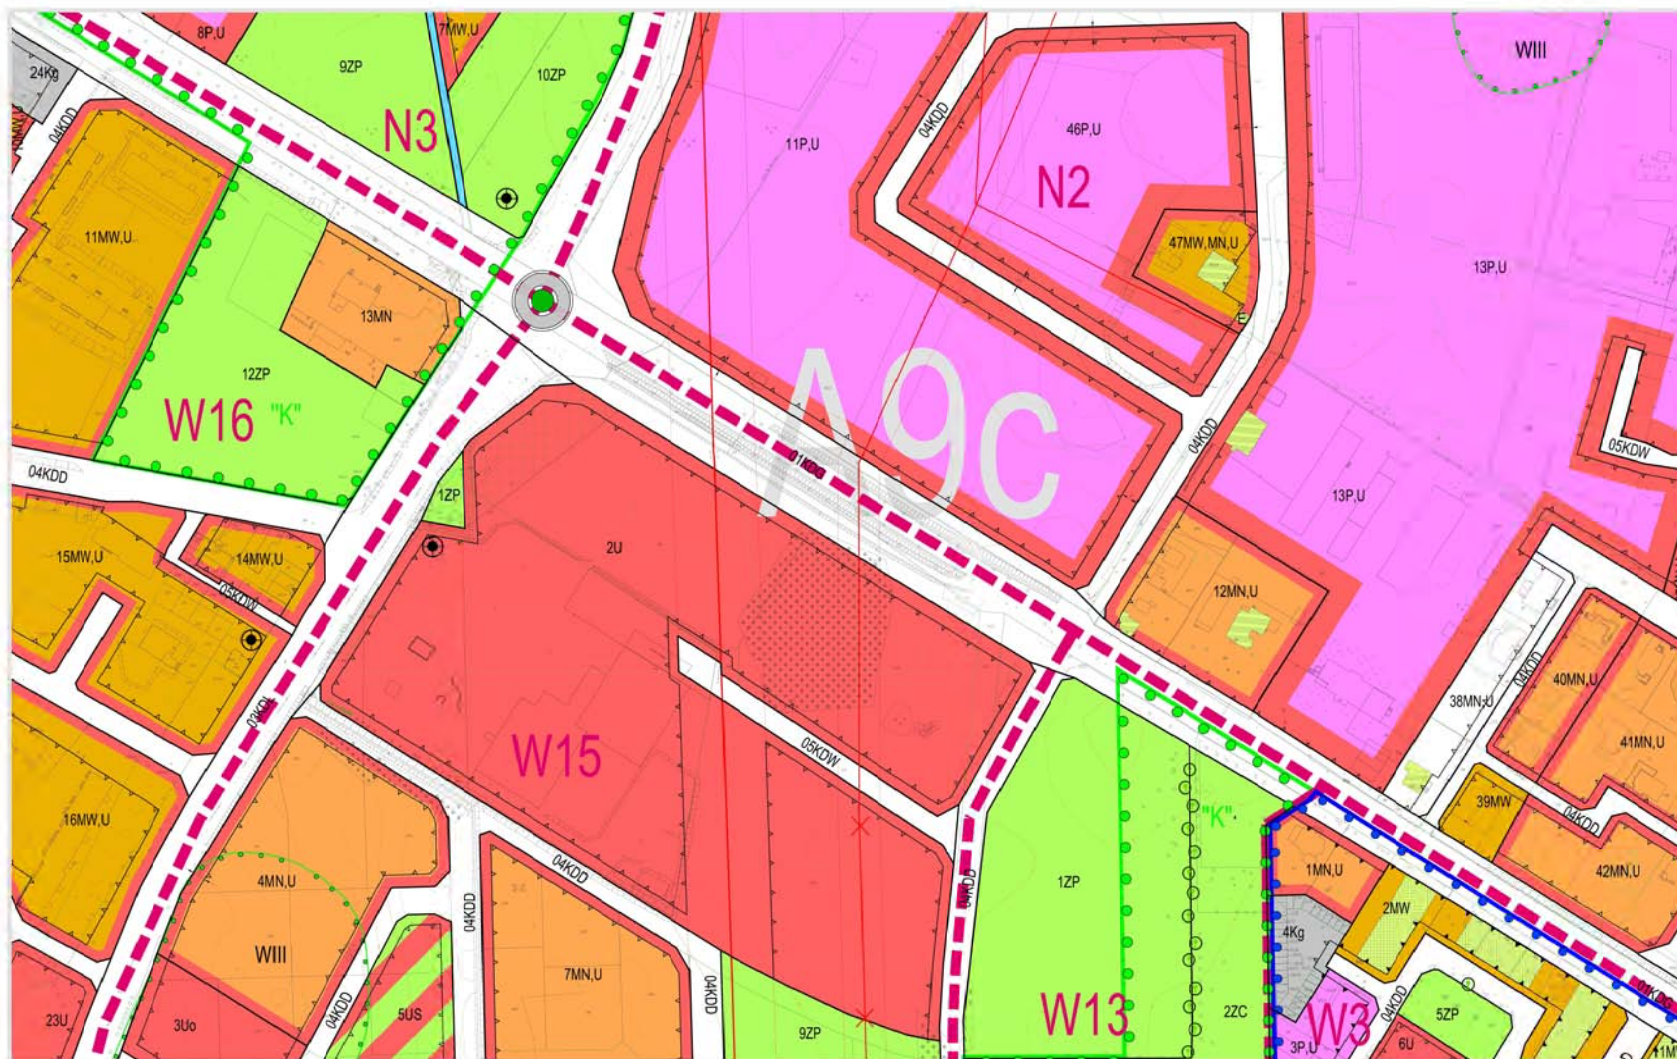 8P,U
7MW,U
9ZP
10ZP
24Kg
04KDD
N3
WIII
04KDD
46P,U
11P,U
N2
11MW,U
47MW,MN,U
13P,U
13MN
12ZP
W16
"K"
04KDD
1ZP
01KDG
04KDD
13P,U
05KDW
2U
15MW,U
14MW,U
05KDW
12MN,U
04KDD
40MN,U
38MN,U
03KDL
41MN,U
W15
05KDW
39MW
16MW,U
04KDD
"K"
04KDD
4MN,U
1ZP
04KDD
1MN,U
42MN,U
04KDD
2MW
4Kg
WIII
7MN,U
04KDD
04KDD
5US
01KDG
23U
3Uo
9ZP
W13
2ZC
W3
04KDD
5ZP
3P,U
6U